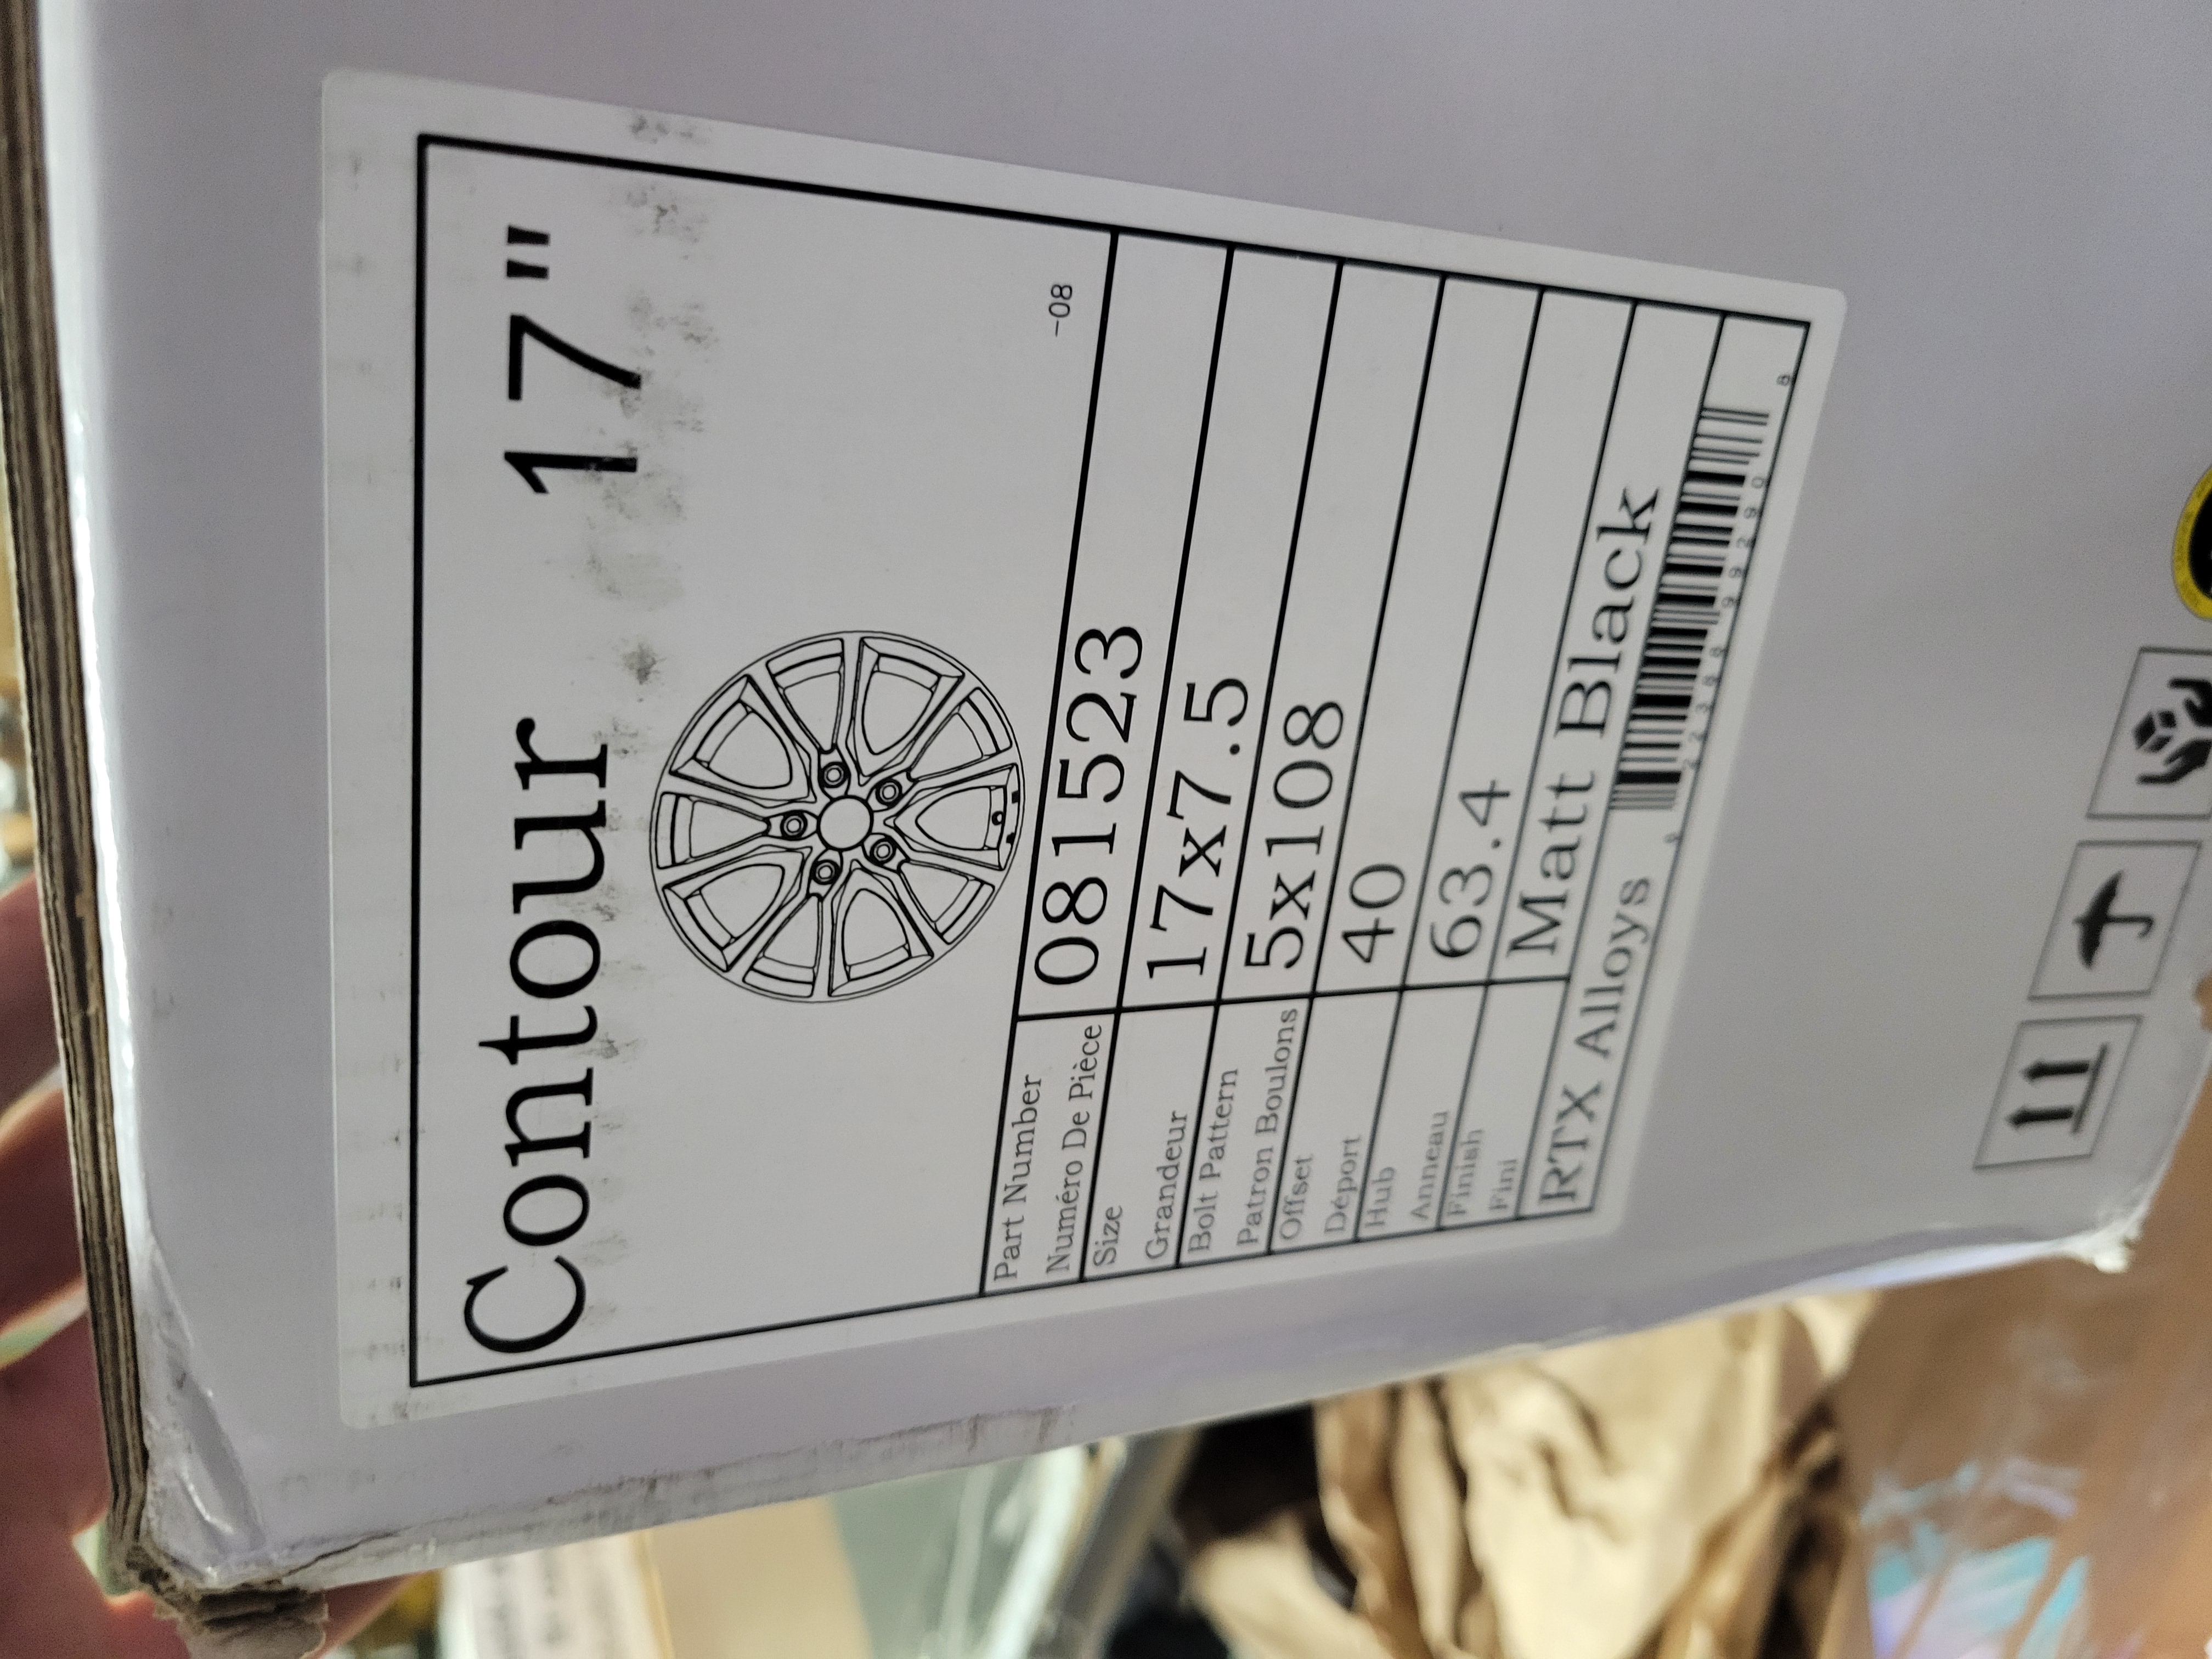 Contour 17"
-08
Part Number
Numéro De Pièce
081523
Size
Grandeur
17x7.5
Bolt Pattern
Patron Boulons
5x108
Offset
Déport
40
Hub
Anneau
63.4
Finish
Fini
Matt Black
RTX Alloys